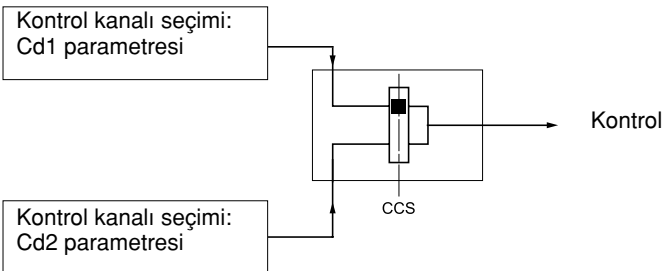 Kontrol kanalı seçimi:
Cd1 parametresi
Kontrol
CCS
Kontrol kanalı seçimi:
Cd2 parametresi